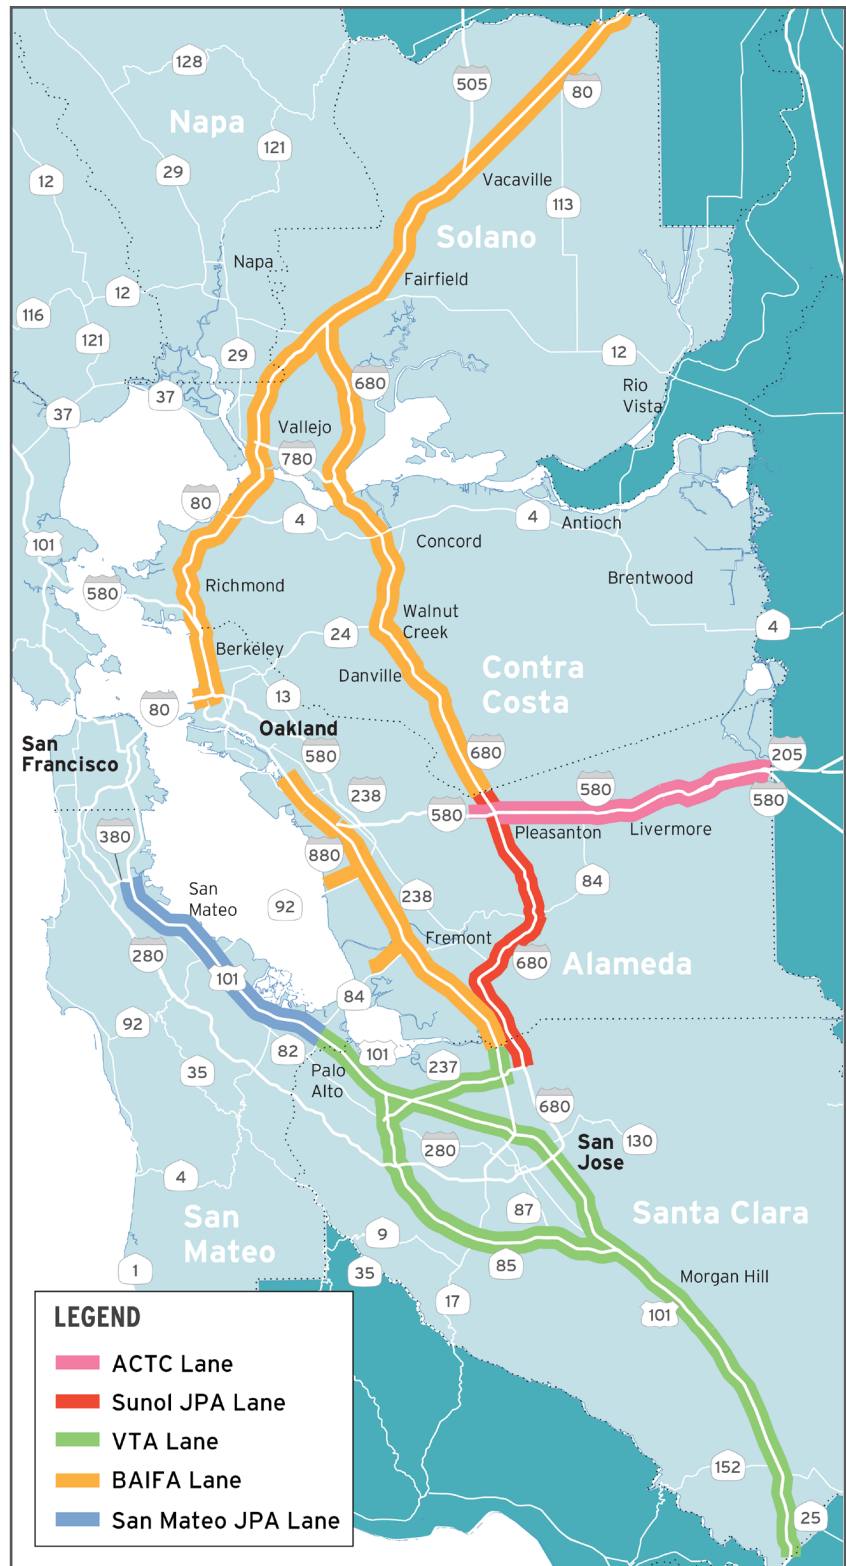 128
505
80
Napa
121
29
12
Vacaville
113
Solano
Napa
Fairfield
12
116
121
29
12
680
Rio
Vista
37
37
Vallejo
780
80
4
4
Antioch
101
Concord
Brentwood
580
Richmond
Walnut
Creek
24
4
Berkeley
Danville
Contra
Costa
13
80
Oakland
San
Francisco
580
680
205
238
580
580
580
Pleasanton
Livermore
380
880
84
San
Mateo
92
238
Fremont
280
680
Alameda
101
84
92
82
101
237
35
Palo
Alto
680
San
Jose
130
280
4
87
Santa Clara
San
Mateo
9
85
1
35
Morgan Hill
17
101
152
25
LEGEND
ACTC Lane
Sunol JPA Lane
VTA Lane
BAIFA Lane
San Mateo JPA Lane